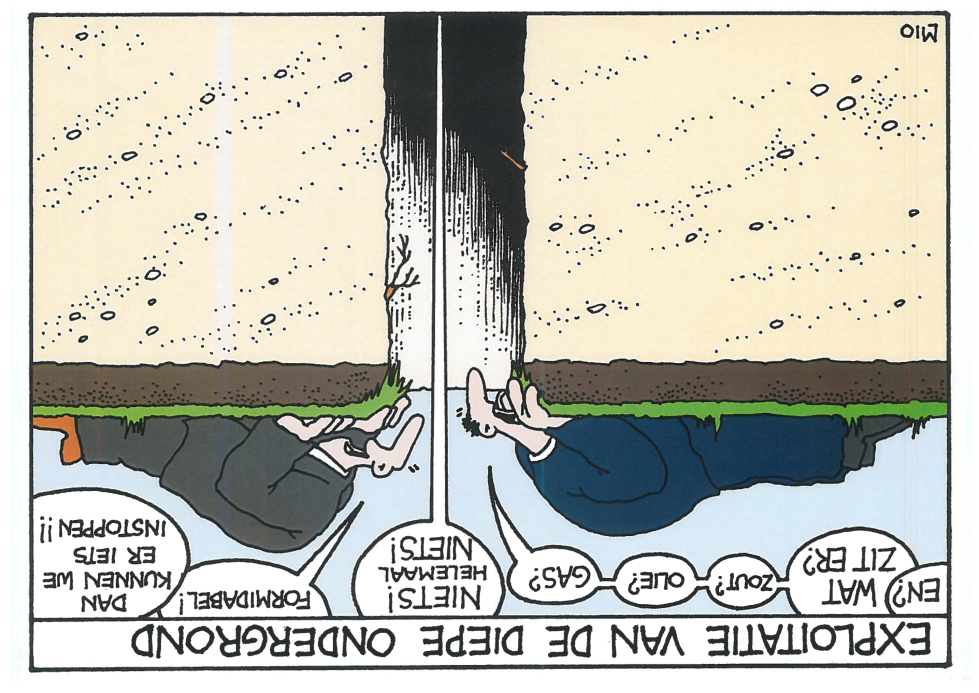 EXPLOITATIE VAN DE DIEPE ONDERGROND
EN?
WAT
ZIT ER?
ZOUT?
OLIE?
GAS?
NIETS!
HELEMAAL
NIETS!
FORMIDABEL!
DAN
KUNNEN WE
ER IETS
INSTOPPEN!!
MIO